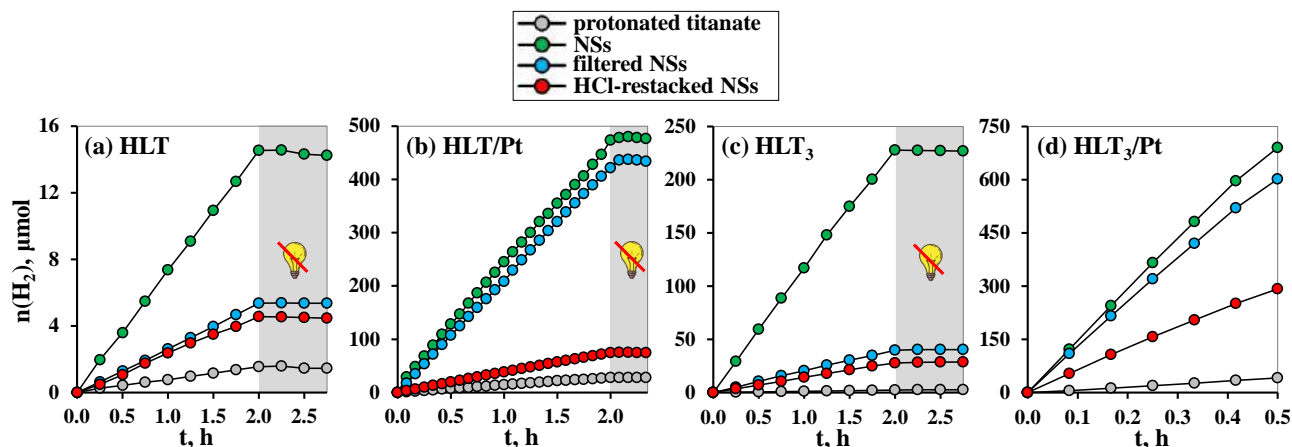 protonated titanate
NSs
filtered NSs
HCl-restacked NSs
(a) HLT
(b) HLT/Pt
(c) HLT₃
(d) HLT₃/Pt
n(H₂), μmol
16
12
8
4
0
500
400
300
200
100
0
250
200
150
100
50
0
750
600
450
300
150
0
0.0 0.5 1.0 1.5 2.0 2.5
0.0 0.5 1.0 1.5 2.0
0.0 0.5 1.0 1.5 2.0 2.5
0.0 0.1 0.2 0.3 0.4 0.5
t, h
t, h
t, h
t, h